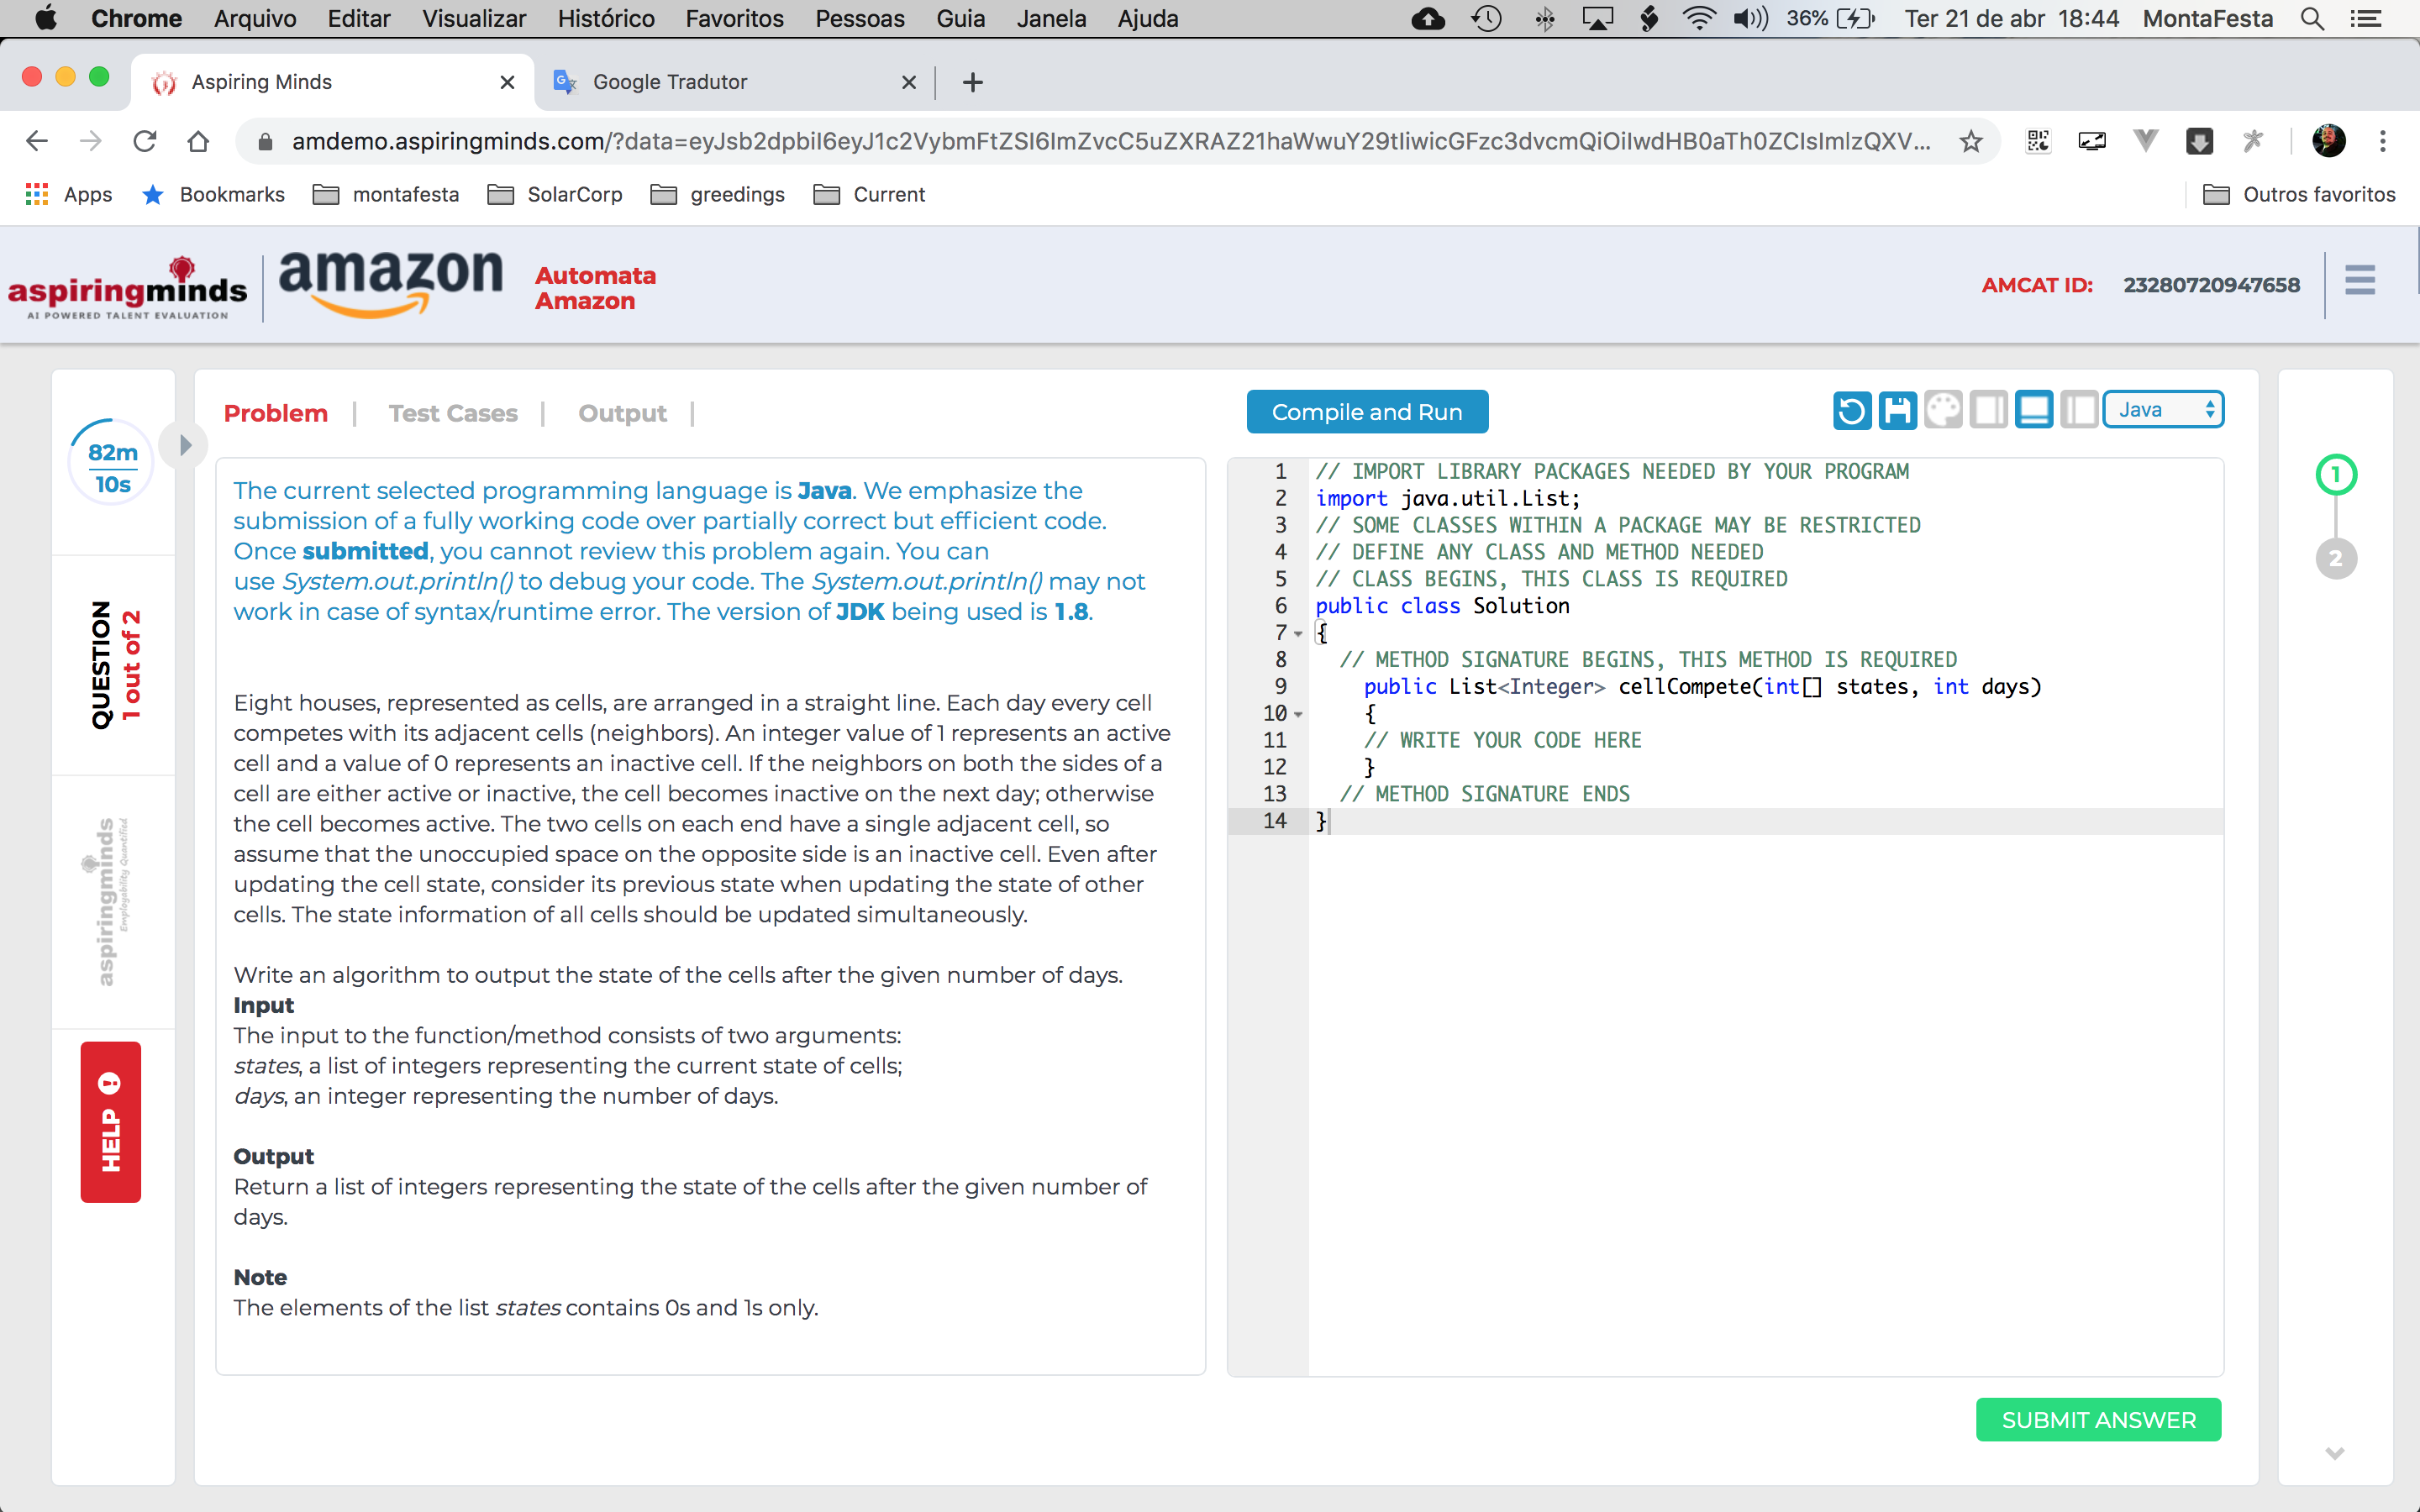 Chrome Arquivo Editar Visualizar Histórico Favoritos Pessoas Guia Janela Ajuda 36% Ter 21 de abr 18:44 MontaFesta
Aspiring Minds Google Tradutor
amdemo.aspiringminds.com/?data=eyJsb2dpbiI6eyJ1c2VybmFtZSI6ImZvcC5uZXRAZ21haWwuY29tIiwicGFzc3dvcmQiOiIwdHB0aTh0ZCIsImlzQXV...
Apps Bookmarks montafesta SolarCorp greedings Current Outros favoritos
aspiringminds
AI POWERED TALENT EVALUATION
amazon
Automata
Amazon
AMCAT ID: 23280720947658
82m
10s
QUESTION
1 out of 2
aspiringminds
Employability Quantified
HELP
Problem | Test Cases | Output |
Compile and Run
Java
The current selected programming language is Java. We emphasize the
submission of a fully working code over partially correct but efficient code.
Once submitted, you cannot review this problem again. You can
use System.out.println() to debug your code. The System.out.println() may not
work in case of syntax/runtime error. The version of JDK being used is 1.8.
Eight houses, represented as cells, are arranged in a straight line. Each day every cell
competes with its adjacent cells (neighbors). An integer value of 1 represents an active
cell and a value of 0 represents an inactive cell. If the neighbors on both the sides of a
cell are either active or inactive, the cell becomes inactive on the next day; otherwise
the cell becomes active. The two cells on each end have a single adjacent cell, so
assume that the unoccupied space on the opposite side is an inactive cell. Even after
updating the cell state, consider its previous state when updating the state of other
cells. The state information of all cells should be updated simultaneously.
Write an algorithm to output the state of the cells after the given number of days.
Input
The input to the function/method consists of two arguments:
states, a list of integers representing the current state of cells;
days, an integer representing the number of days.
Output
Return a list of integers representing the state of the cells after the given number of
days.
Note
The elements of the list states contains 0s and 1s only.
1 // IMPORT LIBRARY PACKAGES NEEDED BY YOUR PROGRAM
2 import java.util.List;
3 // SOME CLASSES WITHIN A PACKAGE MAY BE RESTRICTED
4 // DEFINE ANY CLASS AND METHOD NEEDED
5 // CLASS BEGINS, THIS CLASS IS REQUIRED
6 public class Solution
7 {
8 // METHOD SIGNATURE BEGINS, THIS METHOD IS REQUIRED
9 public List<Integer> cellCompete(int[] states, int days)
10 {
11 // WRITE YOUR CODE HERE
12 }
13 // METHOD SIGNATURE ENDS
14 }
1
2
SUBMIT ANSWER